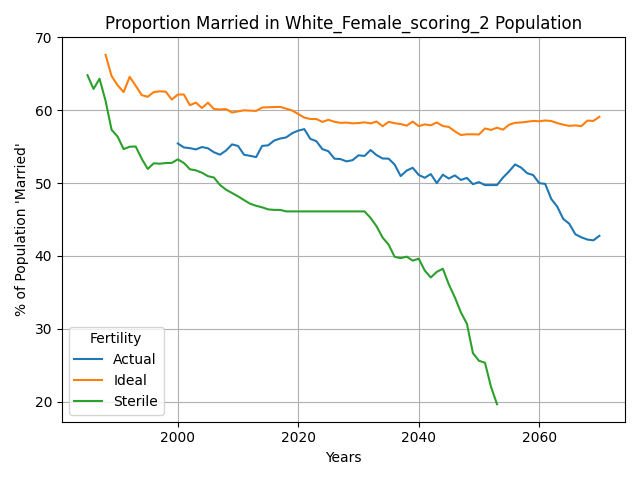 Proportion Married in White_Female_scoring_2 Population
% of Population 'Married'
70
60
50
40
30
20
Fertility
Actual
Ideal
Sterile
2000 2020 2040 2060
Years